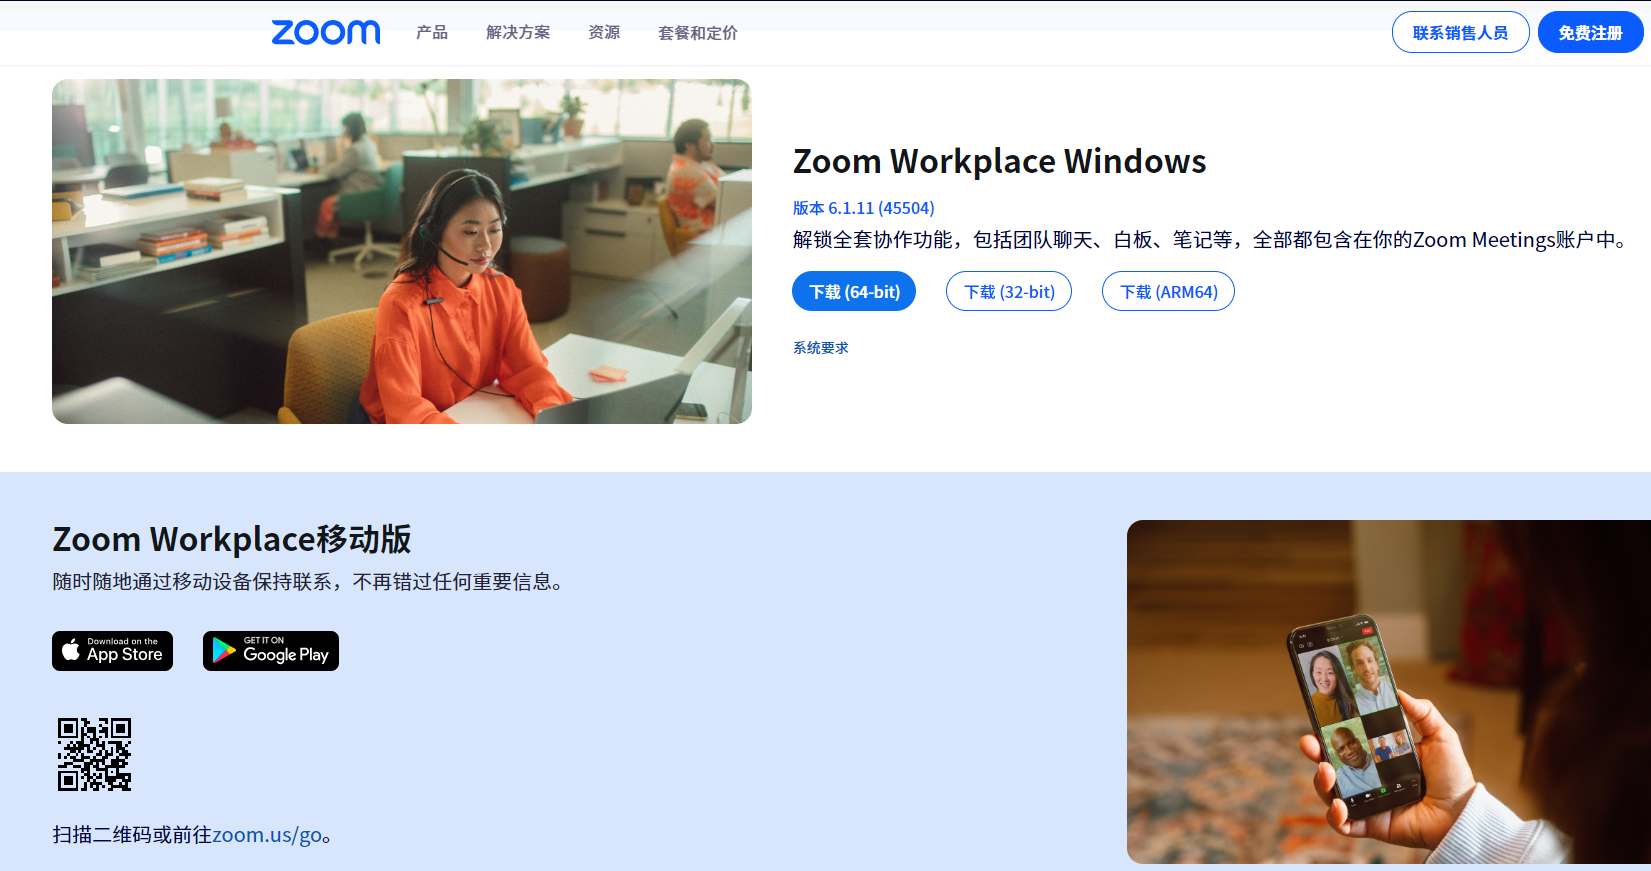 zoom
产品
解决方案
资源
套餐和定价
联系销售人员
免费注册
Zoom Workplace Windows
版本 6.1.11 (45504)
解锁全套协作功能，包括团队聊天、白板、笔记等，全部都包含在你的Zoom Meetings账户中。
下载 (64-bit)
下载 (32-bit)
下载 (ARM64)
系统要求
Zoom Workplace移动版
随时随地通过移动设备保持联系，不再错过任何重要信息。
Download on the
App Store
GET IT ON
Google Play
扫描二维码或前往zoom.us/go。